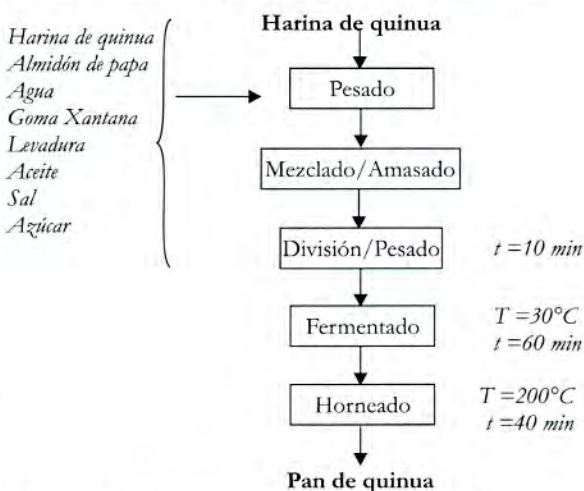 Harina de quinua
Harina de quinua
Almidón de papa
Agua
Goma Xantana
Levadura
Aceite
Sal
Azúcar
Pesado
Mezclado/Amasado
División/Pesado
t =10 min
Fermentado
T =30°C
t =60 min
Horneado
T =200°C
t =40 min
Pan de quinua